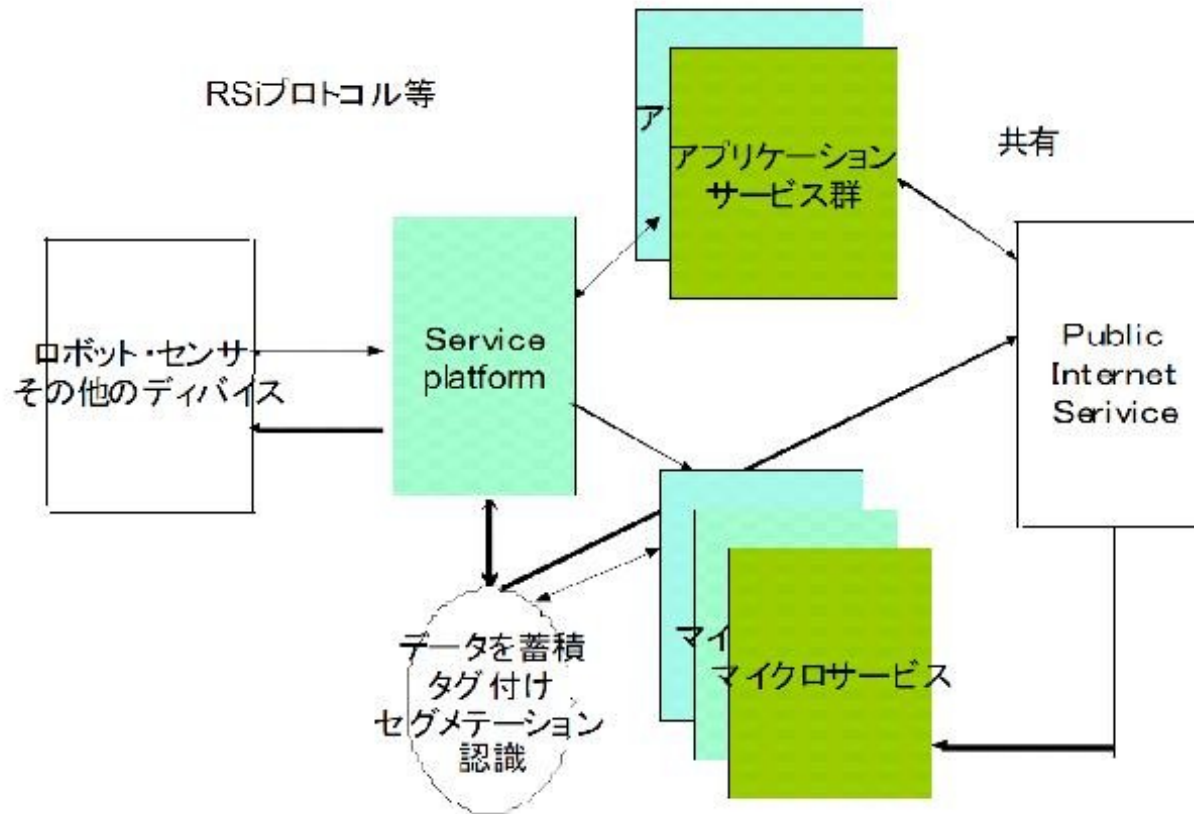 RSiプロトコル等
ア
アプリケーション
サービス群
共有
ロボット・センサ・
その他のディバイス
Service
platform
Public
Internet
Serivice
データを蓄積
タグ付け
セグメテーション
認識
マイ
マイクロサービス